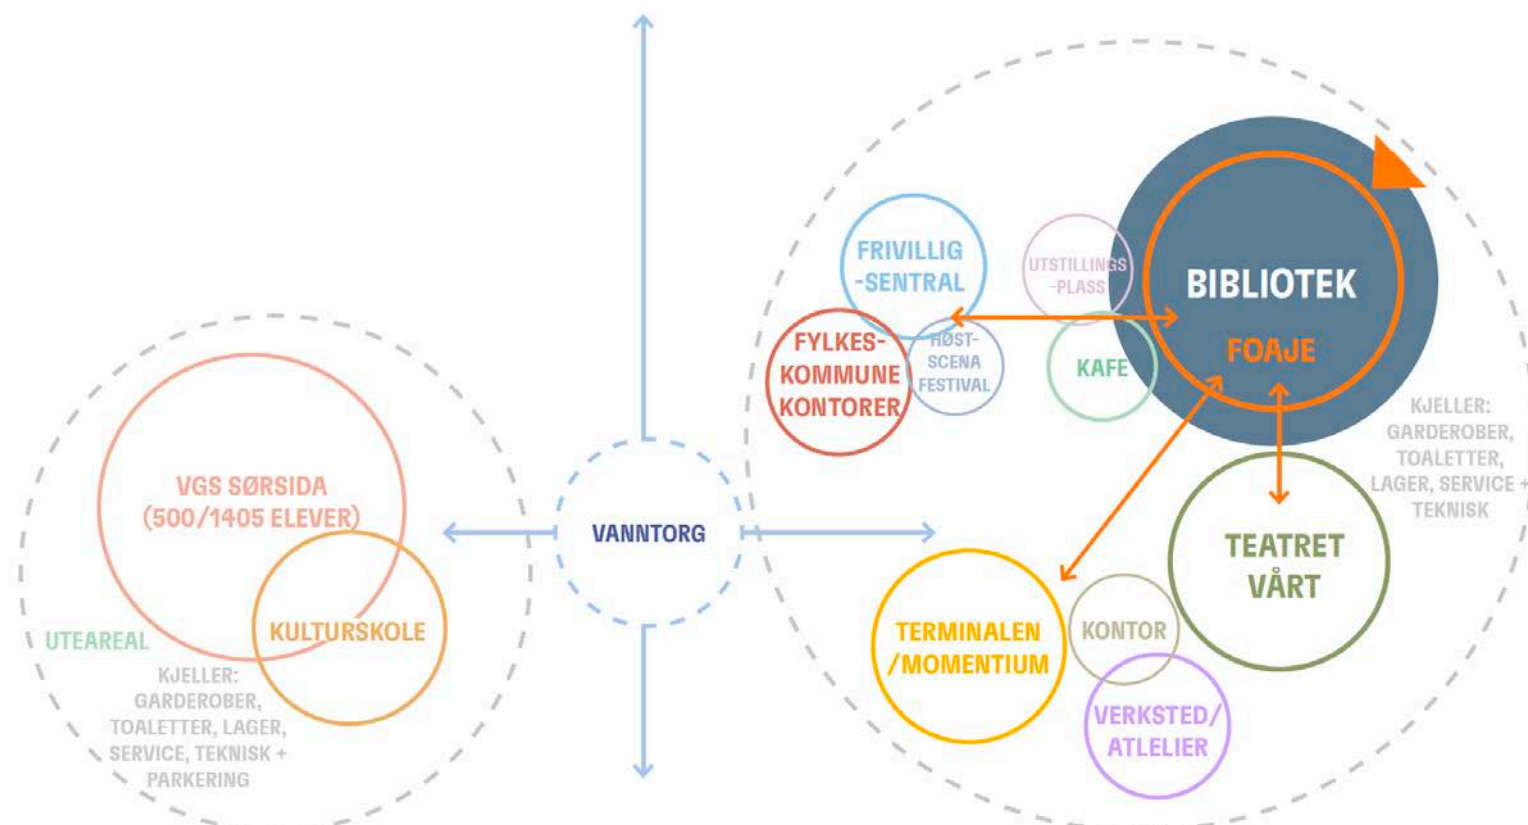 VGS SØRSIDA
(500/1405 ELEVER)
KULTURSKOLE
UTEAREAL
KJELLER:
GARDEROBER,
TOALETTER, LAGER,
SERVICE, TEKNISK +
PARKERING
VANNTORG
FRIVILLIG
-SENTRAL
FYLKES-
KOMMUNE
KONTORER
HØST-
SCENA
FESTIVAL
UTSTILLINGS
-PLASS
KAFE
BIBLIOTEK
FOAJE
KJELLER:
GARDEROBER,
TOALETTER,
LAGER, SERVICE +
TEKNISK
TEATRET
VÅRT
TERMINALEN
/MOMENTIUM
KONTOR
VERKSTED/
ATLELIER